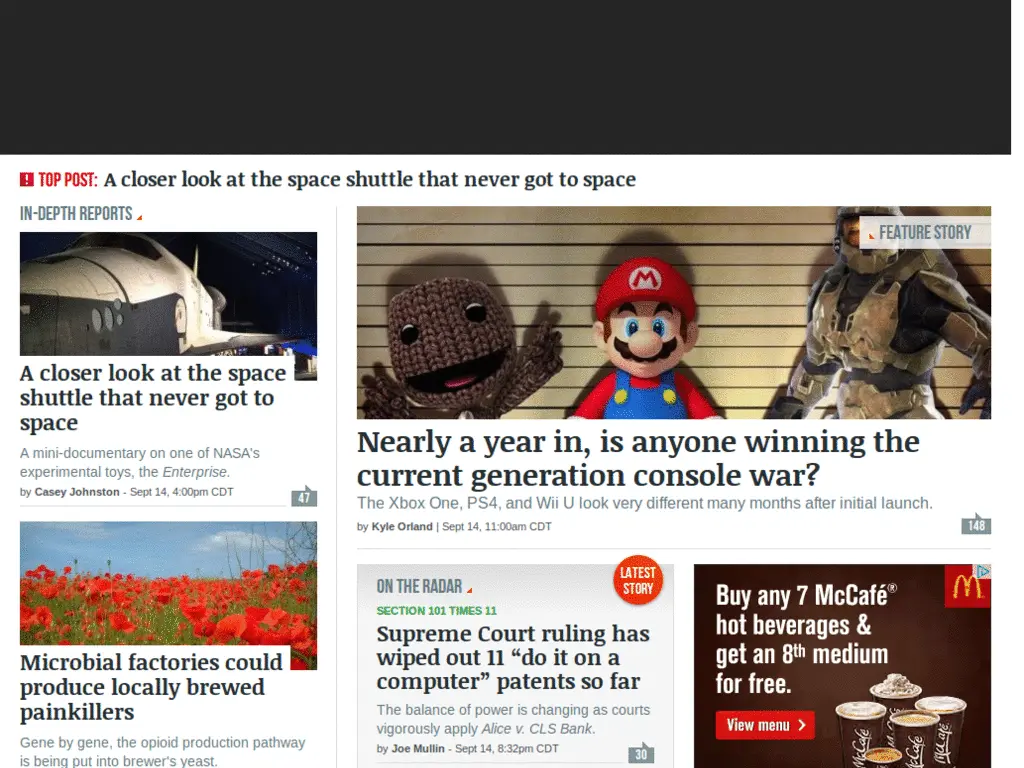 TOP POST: A closer look at the space shuttle that never got to space
IN-DEPTH REPORTS
A closer look at the space
shuttle that never got to
space
A mini-documentary on one of NASA's
experimental toys, the Enterprise.
by Casey Johnston - Sept 14, 4:00pm CDT
47
Microbial factories could
produce locally brewed
painkillers
Gene by gene, the opioid production pathway
is being put into brewer's yeast.
FEATURE STORY
M
Nearly a year in, is anyone winning the
current generation console war?
The Xbox One, PS4, and Wii U look very different many months after initial launch.
by Kyle Orland | Sept 14, 11:00am CDT
148
ON THE RADAR
LATEST
STORY
SECTION 101 TIMES 11
Supreme Court ruling has
wiped out 11 “do it on a
computer” patents so far
The balance of power is changing as courts
vigorously apply Alice v. CLS Bank.
by Joe Mullin - Sept 14, 8:32pm CDT
30
Buy any 7 McCafé®
hot beverages &
get an 8th medium
for free.
View menu
McCafé
McCafé
McCafé